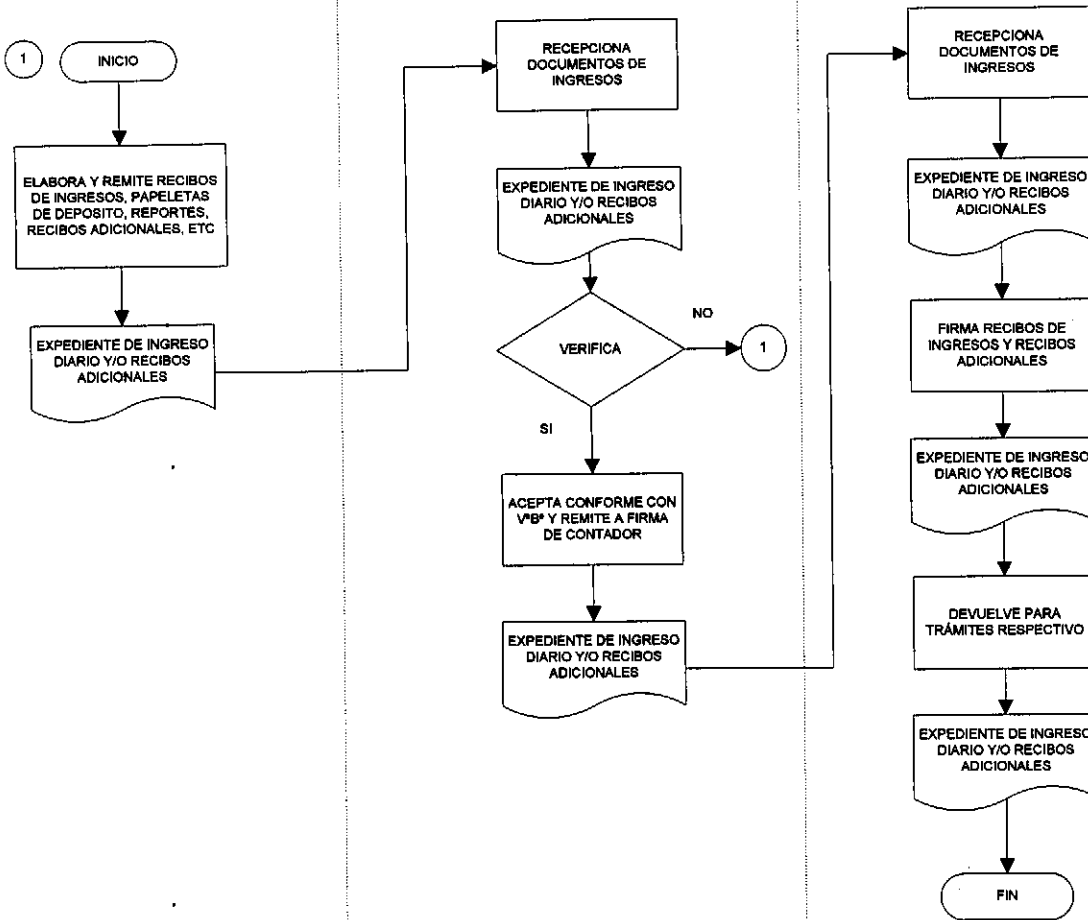 1
INICIO
ELABORA Y REMITE RECIBOS
DE INGRESOS, PAPELETAS
DE DEPOSITO, REPORTES,
RECIBOS ADICIONALES, ETC
EXPEDIENTE DE INGRESO
DIARIO Y/O RECIBOS
ADICIONALES
RECEPCIONA
DOCUMENTOS DE
INGRESOS
EXPEDIENTE DE INGRESO
DIARIO Y/O RECIBOS
ADICIONALES
VERIFICA
NO
1
SI
ACEPTA CONFORME CON
V°B° Y REMITE A FIRMA
DE CONTADOR
EXPEDIENTE DE INGRESO
DIARIO Y/O RECIBOS
ADICIONALES
RECEPCIONA
DOCUMENTOS DE
INGRESOS
EXPEDIENTE DE INGRESO
DIARIO Y/O RECIBOS
ADICIONALES
FIRMA RECIBOS DE
INGRESOS Y RECIBOS
ADICIONALES
EXPEDIENTE DE INGRESO
DIARIO Y/O RECIBOS
ADICIONALES
DEVUELVE PARA
TRÁMITES RESPECTIVO
EXPEDIENTE DE INGRESO
DIARIO Y/O RECIBOS
ADICIONALES
FIN